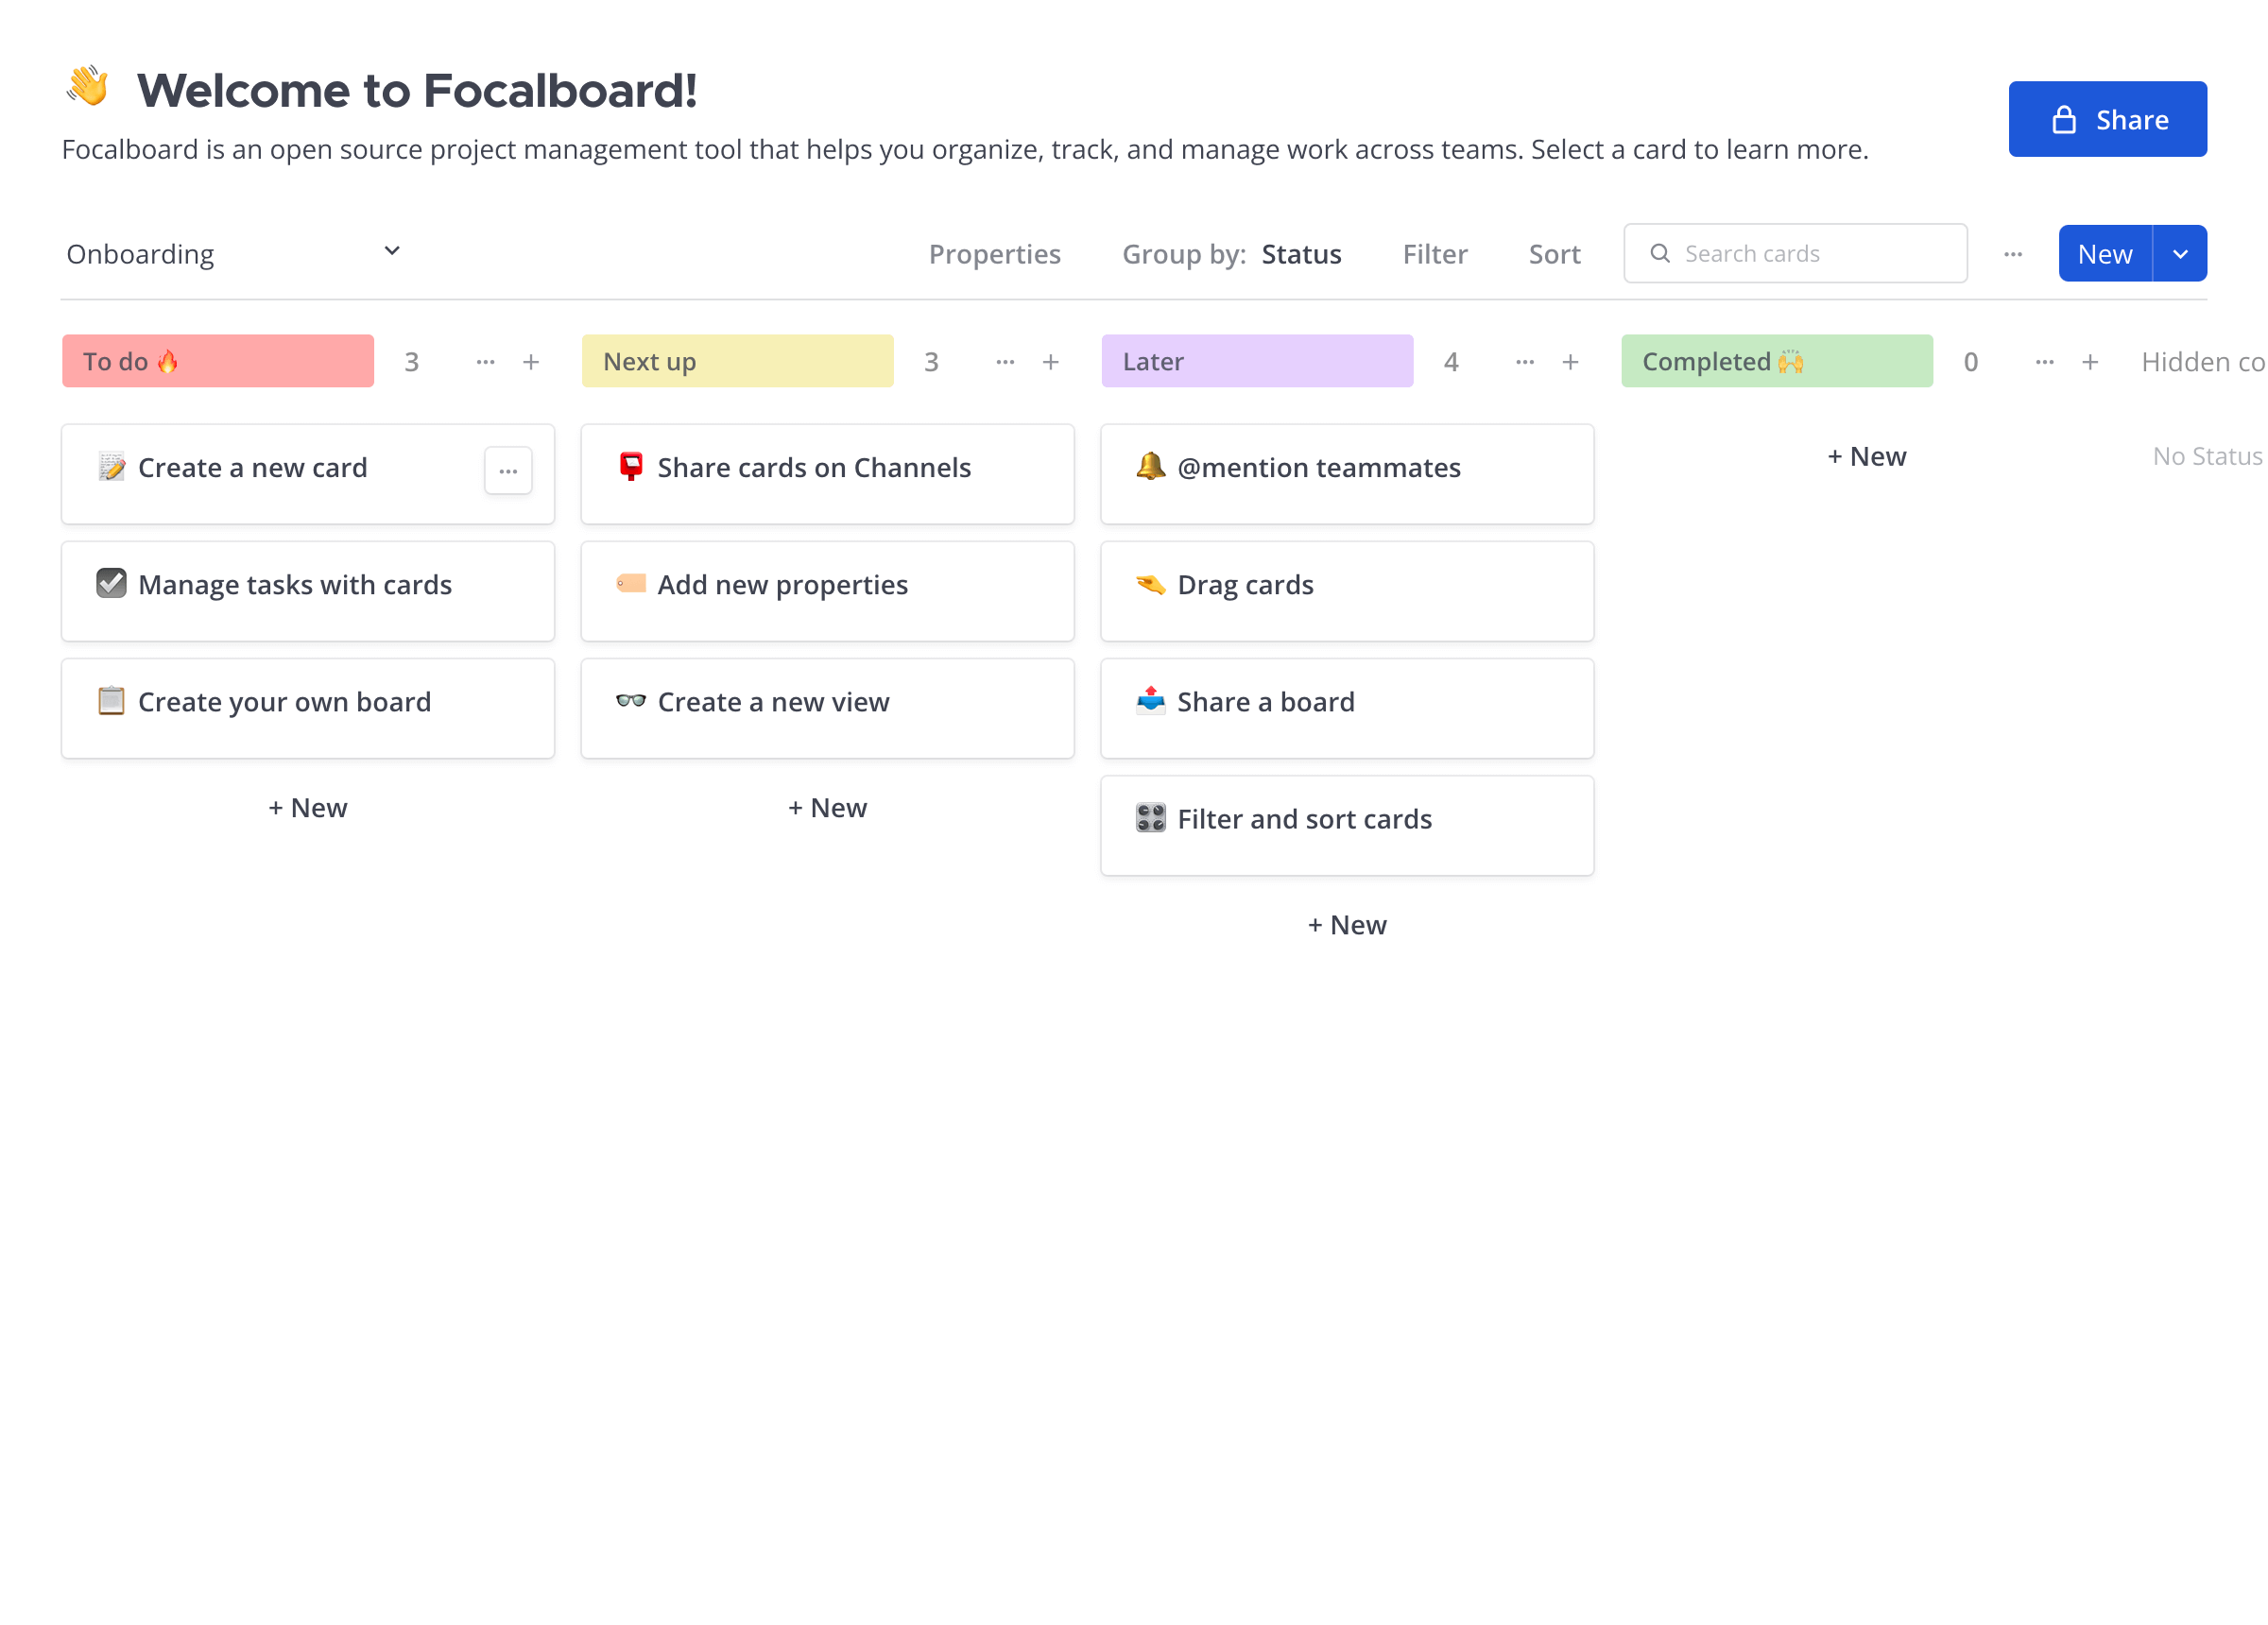 👋 Welcome to Focalboard!
Focalboard is an open source project management tool that helps you organize, track, and manage work across teams. Select a card to learn more.
Share
Onboarding
Properties
Group by: Status
Filter
Sort
Search cards
New
To do 🔥 3
Next up 3
Later 4
Completed 🙌 0
Hidden co
Create a new card
Manage tasks with cards
Create your own board
+ New
Share cards on Channels
Add new properties
Create a new view
+ New
@mention teammates
Drag cards
Share a board
Filter and sort cards
+ New
+ New
No Status